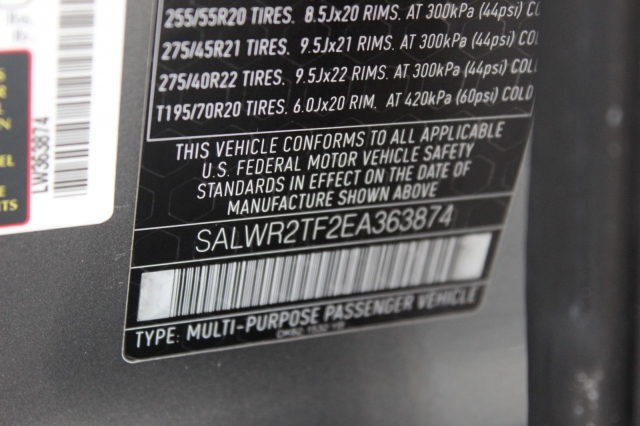 255/55R20 TIRES. 8.5Jx20 RIMS. AT 300kPa (44psi)
275/45R21 TIRES. 9.5Jx21 RIMS. AT 300kPa (44psi) CO
275/40R22 TIRES. 9.5Jx22 RIMS. AT 300kPa (44psi) COL
T195/70R20 TIRES. 6.0Jx20 RIM. AT 420kPa (60psi) COLD
THIS VEHICLE CONFORMS TO ALL APPLICABLE
U.S. FEDERAL MOTOR VEHICLE SAFETY
STANDARDS IN EFFECT ON THE DATE OF
MANUFACTURE SHOWN ABOVE
SALWR2TF2EA363874
TYPE: MULTI-PURPOSE PASSENGER VEHICLE
LW363874